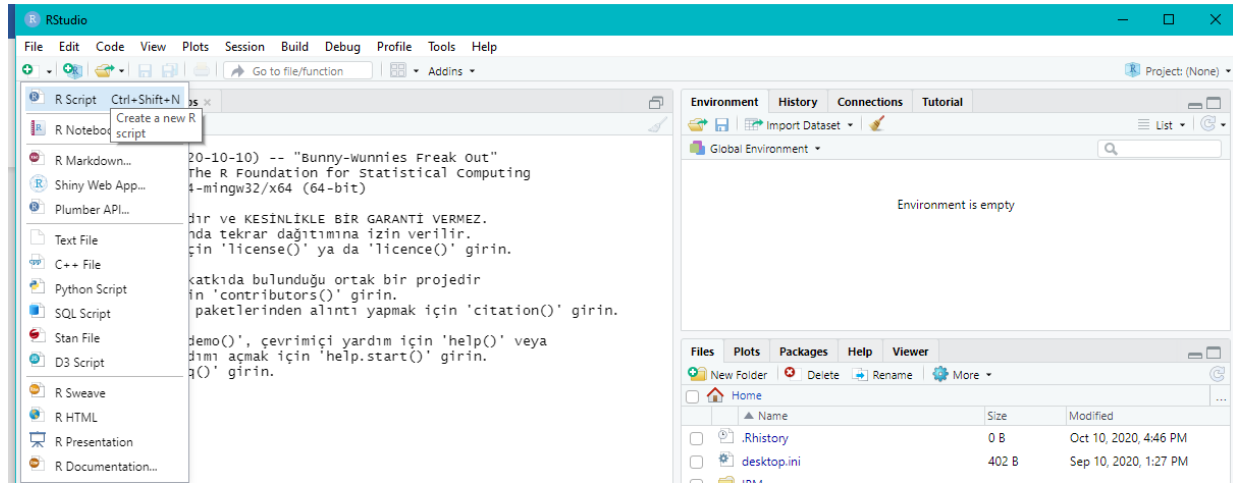 RStudio
File Edit Code View Plots Session Build Debug Profile Tools Help
Go to file/function Addins Project: (None)
R Script Ctrl+Shift+N
Create a new R
script
R Notebo
R Markdown...
Shiny Web App...
Plumber API...
Text File
C++ File
Python Script
SQL Script
Stan File
D3 Script
R Sweave
R HTML
R Presentation
R Documentation...
20-10-10) -- "Bunny-Wunnies Freak Out"
The R Foundation for Statistical Computing
4-mingw32/x64 (64-bit)
dır ve KESİNLİKLE BİR GARANTİ VERMEZ.
nda tekrar dağıtımına izin verilir.
çin 'license()' ya da 'licence()' girin.
katkıda bulunduğu ortak bir projedir
in 'contributors()' girin.
paketlerinden alıntı yapmak için 'citation()' girin.
demo()', çevrimiçi yardım için 'help()' veya
dımı açmak için 'help.start()' girin.
q()' girin.
Environment History Connections Tutorial
Import Dataset List
Global Environment
Environment is empty
Files Plots Packages Help Viewer
New Folder Delete Rename More
Home
Name Size Modified
.Rhistory 0 B Oct 10, 2020, 4:46 PM
desktop.ini 402 B Sep 10, 2020, 1:27 PM